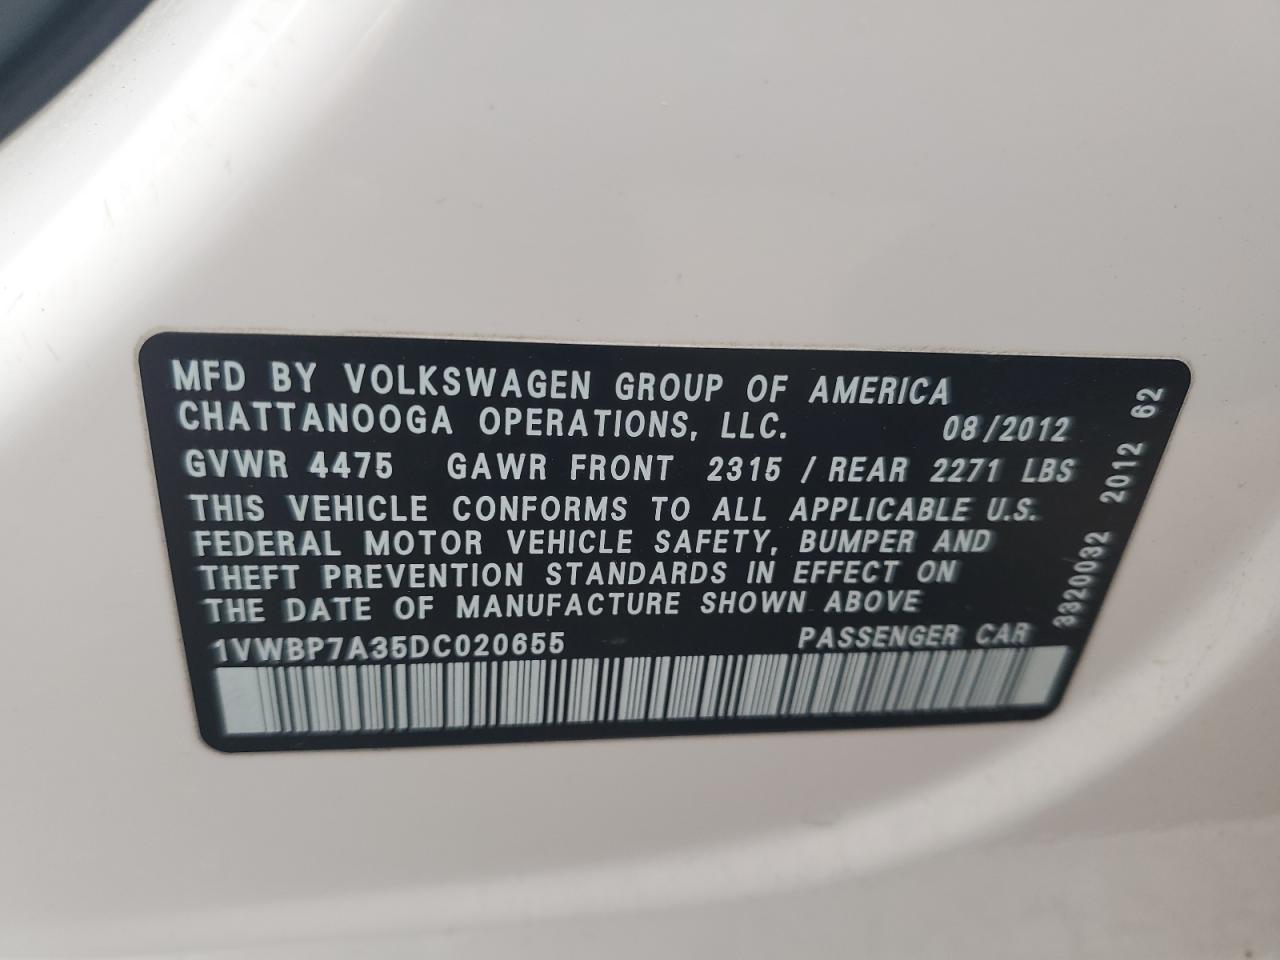 MFD BY VOLKSWAGEN GROUP OF AMERICA
CHATTANOOGA OPERATIONS, LLC. 08/2012
GVWR 4475 GAWR FRONT 2315 / REAR 2271 LBS
THIS VEHICLE CONFORMS TO ALL APPLICABLE U.S.
FEDERAL MOTOR VEHICLE SAFETY, BUMPER AND
THEFT PREVENTION STANDARDS IN EFFECT ON
THE DATE OF MANUFACTURE SHOWN ABOVE
1VWBP7A35DC020655 PASSENGER CAR
3320032 2012 62